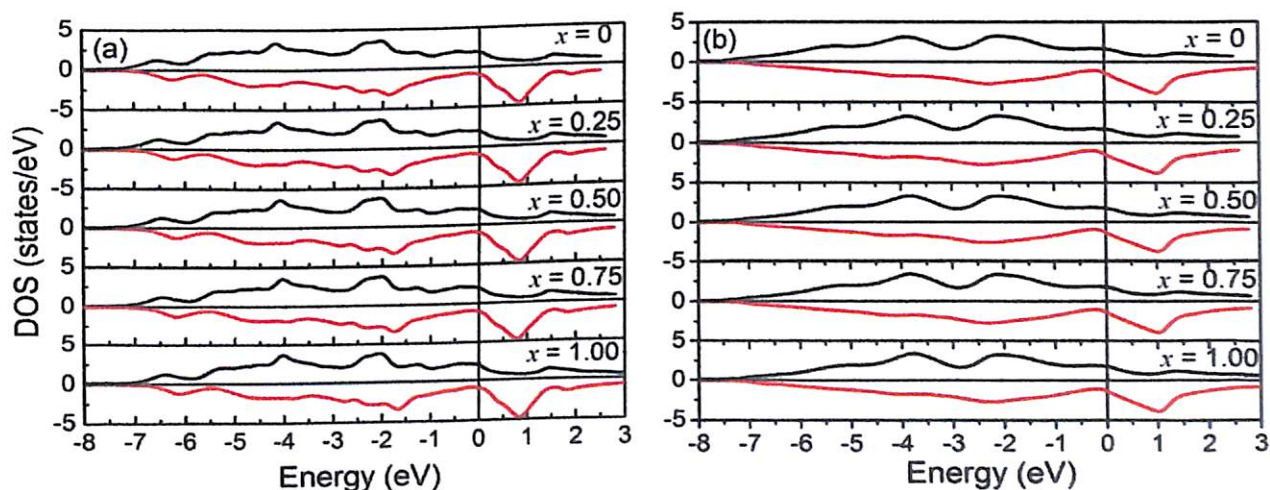 (a)
x = 0
x = 0.25
x = 0.50
x = 0.75
x = 1.00
5
0
-5
5
0
-5
5
0
5
0
5
0
-5
-8 -7 -6 -5 -4 -3 -2 -1 0 1 2 3
DOS (states/eV)
Energy (eV)
(b)
x = 0
x = 0.25
x = 0.50
x = 0.75
x = 1.00
5
0
5
0
5
0
-5
5
0
5
0
-5
-8 -7 -6 -5 -4 -3 -2 -1 0 1 2 3
Energy (eV)